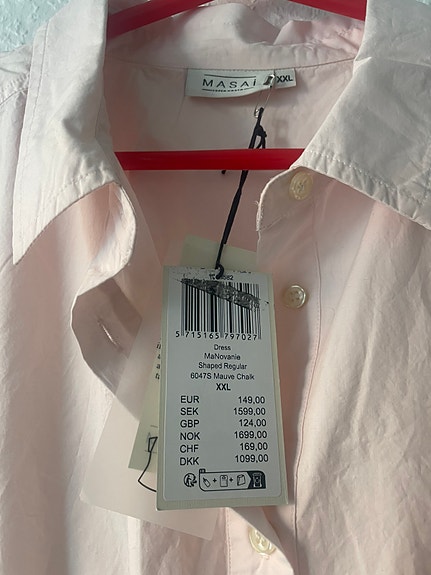 MASAI
XXL
5 715165 797027
Dress
MaNovanie
Shaped Regular
6047S Mauve Chalk
XXL
EUR 149,00
SEK 1599,00
GBP 124,00
NOK 1699,00
CHF 169,00
DKK 1099,00